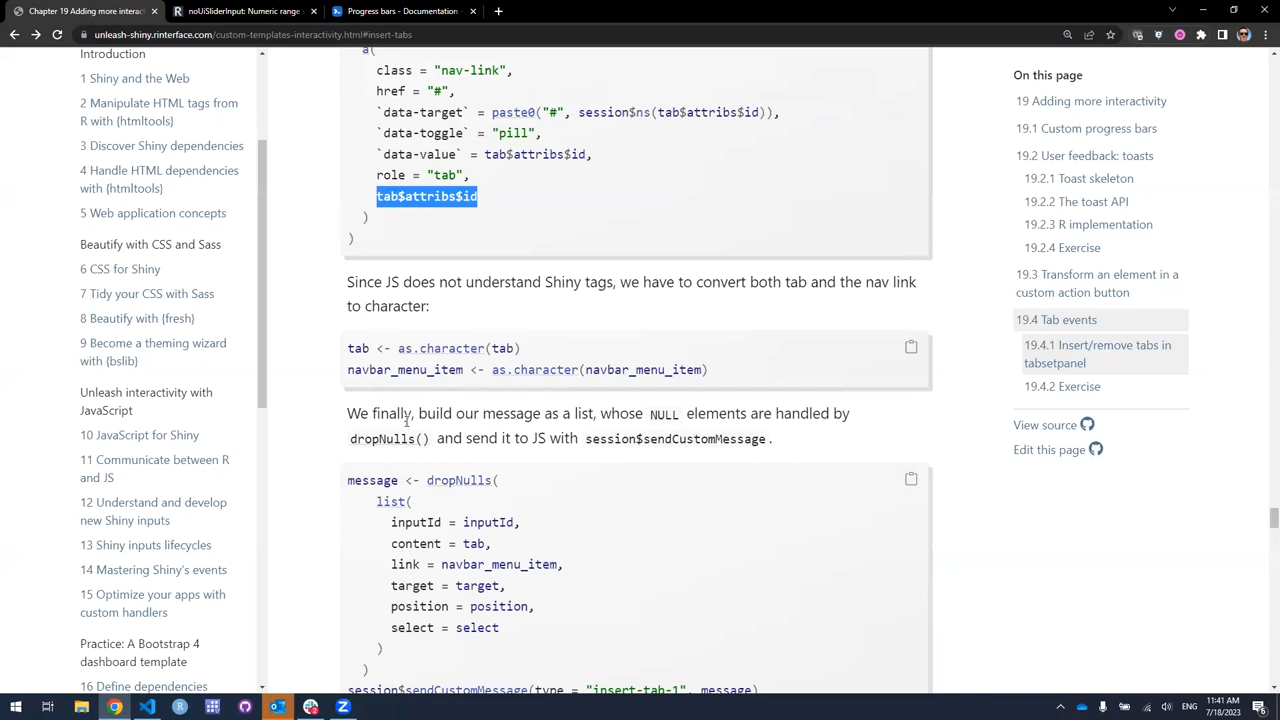 Chapter 19 Adding more interac
noUiSliderInput: Numeric range s
Progress bars ·
unleash-shiny.rinterface.com/custom-templates-interactivity.html#insert-tabs
Introduction
1 Shiny and the Web
2 Manipulate HTML tags from
R with {htmltools}
3 Discover Shiny dependencies
4 Handle HTML dependencies
with {htmltools}
5 Web application concepts
Beautify with CSS and Sass
6 CSS for Shiny
7 Tidy your CSS with Sass
8 Beautify with {fresh}
9 Become a theming wizard
with {bslib}
Unleash interactivity with
JavaScript
10 JavaScript for Shiny
11 Communicate between R
and JS
12 Understand and develop
new Shiny inputs
13 Shiny inputs lifecycles
14 Mastering Shiny's events
15 Optimize your apps with
custom handlers
Practice: A Bootstrap 4
dashboard template
16 Define dependencies
a(
class = "nav-link",
href = "#",
`data-target` = paste0("#", session$ns(tab$attribs$id)),
`data-toggle` = "pill",
`data-value` = tab$attribs$id,
role = "tab",
tab$attribs$id
)
)
Since JS does not understand Shiny tags, we have to convert both tab and the nav link
to character:
tab <- as.character(tab)
navbar_menu_item <- as.character(navbar_menu_item)
We finally, build our message as a list, whose NULL elements are handled by
dropNulls() and send it to JS with session$sendCustomMessage.
message <- dropNulls(
list(
inputId = inputId,
content = tab,
link = navbar_menu_item,
target = target,
position = position,
select = select
)
)
session$sendCustomMessage(type = "insert-tab-1", message)
On this page
19 Adding more interactivity
19.1 Custom progress bars
19.2 User feedback: toasts
19.2.1 Toast skeleton
19.2.2 The toast API
19.2.3 R implementation
19.2.4 Exercise
19.3 Transform an element in a
custom action button
19.4 Tab events
19.4.1 Insert/remove tabs in
tabsetpanel
19.4.2 Exercise
View source
Edit this page
ENG
11:41 AM
7/18/2023